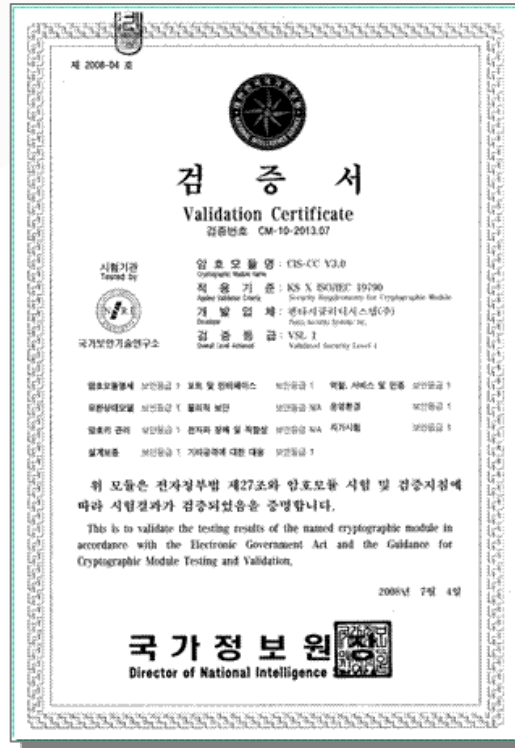 제 2008-04 호
NATIONAL INTELLIGENCE SERVICE
검 증 서
Validation Certificate
검증번호 CM-10-2013.07
시험기관
Tested by
암 호 모 듈 명 : CIS-CC V3.0
Cryptographic Module Name
적 용 기 준 : KS X ISO/IEC 19790
Security Requirements for Cryptographic Module
개 발 업 체 : 펜타시큐리티시스템(주)
Developer
Penta Security Systems Inc.
검 증 등 급 : VSL 1
Overall Level Achieved
Validated Security Level 1
국가보안기술연구소
암호모듈명세 보안등급 1 포트 및 인터페이스 보안등급 1 역할, 서비스 및 인증 보안등급 1
유한상태모델 보안등급 1 물리적 보안 보안등급 N/A 운영환경 보안등급 1
암호키 관리 보안등급 1 전자파 장해 및 적합성 보안등급 N/A 자가시험 보안등급 1
설계보증 보안등급 1 기타공격에 대한 대응 보안등급 1
위 모듈은 전자정부법 제27조와 암호모듈 시험 및 검증지침에
따라 시험결과가 검증되었음을 증명합니다.
This is to validate the testing results of the named cryptographic module in
accordance with the Electronic Government Act and the Guidance for
Cryptographic Module Testing and Validation.
2008년 7월 4일
국 가 정 보 원 장
Director of National Intelligence